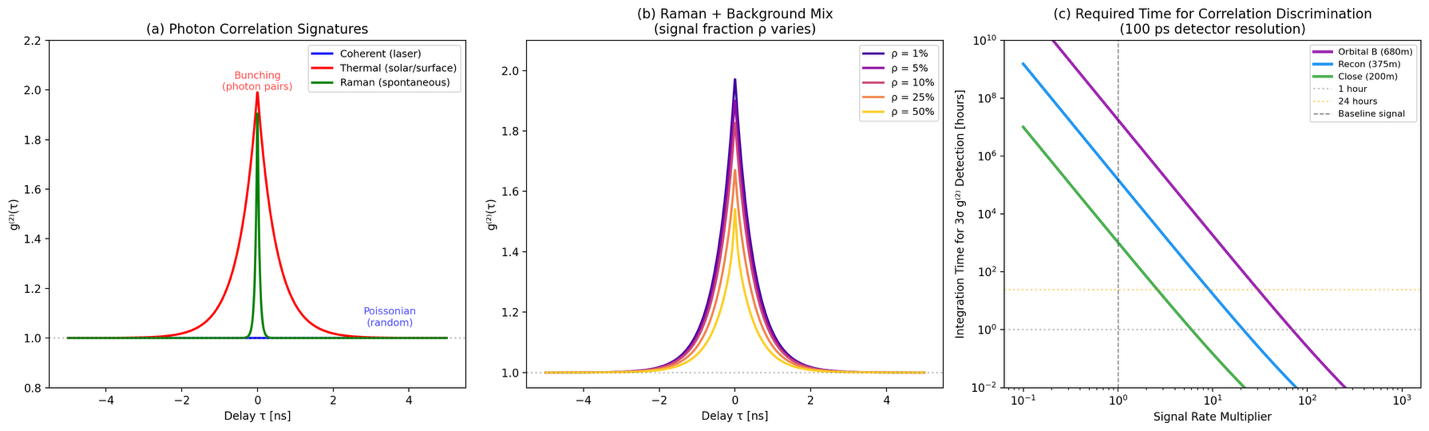 (a) Photon Correlation Signatures
2.2
2.0
1.8
1.6
1.4
1.2
1.0
0.8
g⁽²⁾(τ)
Coherent (laser)
Thermal (solar/surface)
Raman (spontaneous)
Bunching
(photon pairs)
Poissonian
(random)
−4
−2
0
2
4
Delay τ [ns]
(b) Raman + Background Mix
(signal fraction ρ varies)
2.0
1.8
1.6
1.4
1.2
1.0
g⁽²⁾(τ)
ρ = 1%
ρ = 5%
ρ = 10%
ρ = 25%
ρ = 50%
−4
−2
0
2
4
Delay τ [ns]
(c) Required Time for Correlation Discrimination
(100 ps detector resolution)
10¹⁰
10⁸
10⁶
10⁴
10²
10⁰
10⁻²
Integration Time for 3σ g⁽²⁾ Detection [hours]
Orbital B (680m)
Recon (375m)
Close (200m)
1 hour
24 hours
Baseline signal
10⁻¹
10⁰
10¹
10²
10³
Signal Rate Multiplier